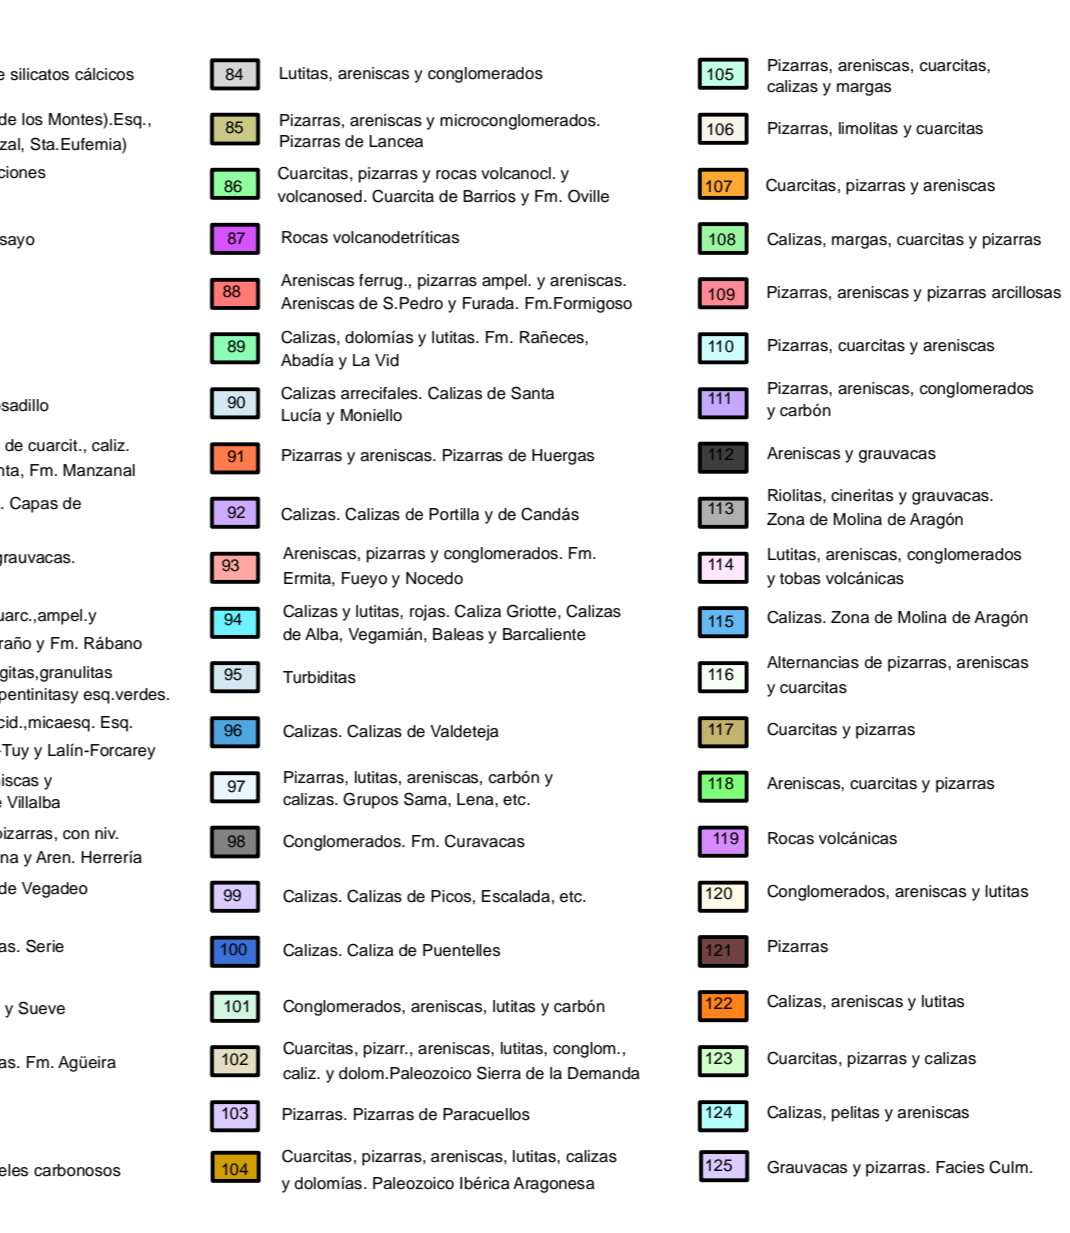 e silicatos cálcicos
de los Montes).Esq.,
zal, Sta.Eufemia)
ciones
sayo
sadillo
de cuarcit., caliz.
nta, Fm. Manzanal
. Capas de
grauvacas.
uarc.,ampel.y
raño y Fm. Rábano
gitas,granulitas
pentinitasy esq.verdes.
cid.,micaesq. Esq.
-Tuy y Lalín-Forcarey
iscas y
e Villalba
pizarras, con niv.
na y Aren. Herrería
de Vegadeo
as. Serie
y Sueve
as. Fm. Agüeira
eles carbonosos
84 Lutitas, areniscas y conglomerados
85 Pizarras, areniscas y microconglomerados.
Pizarras de Lancea
86 Cuarcitas, pizarras y rocas volcanocl. y
volcanosed. Cuarcita de Barrios y Fm. Oville
87 Rocas volcanodetríticas
88 Areniscas ferrug., pizarras ampel. y areniscas.
Areniscas de S.Pedro y Furada. Fm.Formigoso
89 Calizas, dolomías y lutitas. Fm. Rañeces,
Abadía y La Vid
90 Calizas arrecifales. Calizas de Santa
Lucía y Moniello
91 Pizarras y areniscas. Pizarras de Huergas
92 Calizas. Calizas de Portilla y de Candás
93 Areniscas, pizarras y conglomerados. Fm.
Ermita, Fueyo y Nocedo
94 Calizas y lutitas, rojas. Caliza Griotte, Calizas
de Alba, Vegamián, Baleas y Barcaliente
95 Turbiditas
96 Calizas. Calizas de Valdeteja
97 Pizarras, lutitas, areniscas, carbón y
calizas. Grupos Sama, Lena, etc.
98 Conglomerados. Fm. Curavacas
99 Calizas. Calizas de Picos, Escalada, etc.
100 Calizas. Caliza de Puentelles
101 Conglomerados, areniscas, lutitas y carbón
102 Cuarcitas, pizarr., areniscas, lutitas, conglom.,
caliz. y dolom.Paleozoico Sierra de la Demanda
103 Pizarras. Pizarras de Paracuellos
104 Cuarcitas, pizarras, areniscas, lutitas, calizas
y dolomías. Paleozoico Ibérica Aragonesa
105 Pizarras, areniscas, cuarcitas,
calizas y margas
106 Pizarras, limolitas y cuarcitas
107 Cuarcitas, pizarras y areniscas
108 Calizas, margas, cuarcitas y pizarras
109 Pizarras, areniscas y pizarras arcillosas
110 Pizarras, cuarcitas y areniscas
111 Pizarras, areniscas, conglomerados
y carbón
112 Areniscas y grauvacas
113 Riolitas, cineritas y grauvacas.
Zona de Molina de Aragón
114 Lutitas, areniscas, conglomerados
y tobas volcánicas
115 Calizas. Zona de Molina de Aragón
116 Alternancias de pizarras, areniscas
y cuarcitas
117 Cuarcitas y pizarras
118 Areniscas, cuarcitas y pizarras
119 Rocas volcánicas
120 Conglomerados, areniscas y lutitas
121 Pizarras
122 Calizas, areniscas y lutitas
123 Cuarcitas, pizarras y calizas
124 Calizas, pelitas y areniscas
125 Grauvacas y pizarras. Facies Culm.